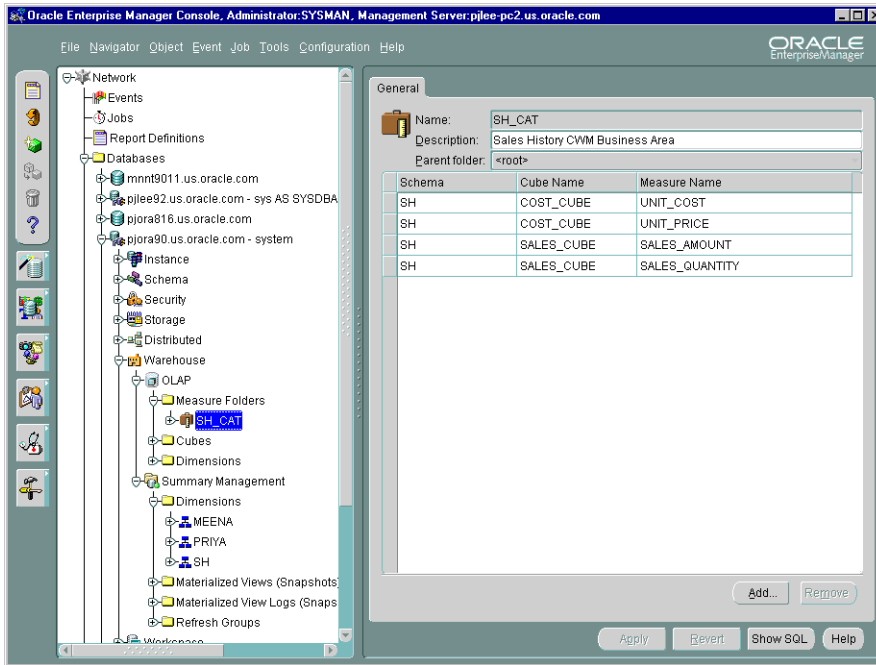 Oracle Enterprise Manager Console, Administrator:SYSMAN, Management Server:pjlee-pc2.us.oracle.com
File Navigator Object Event Job Tools Configuration Help
ORACLE
EnterpriseManager
Network
Events
Jobs
Report Definitions
Databases
mnnt9011.us.oracle.com
pjlee92.us.oracle.com - sys AS SYSDBA
pjora816.us.oracle.com
pjora90.us.oracle.com - system
Instance
Schema
Security
Storage
Distributed
Warehouse
OLAP
Measure Folders
SH_CAT
Cubes
Dimensions
Summary Management
Dimensions
MEENA
PRIYA
SH
Materialized Views (Snapshots)
Materialized View Logs (Snaps
Refresh Groups
Workspace
General
Name: SH_CAT
Description: Sales History CWM Business Area
Parent folder: <root>
Schema Cube Name Measure Name
SH COST_CUBE UNIT_COST
SH COST_CUBE UNIT_PRICE
SH SALES_CUBE SALES_AMOUNT
SH SALES_CUBE SALES_QUANTITY
Add... Remove
Apply Revert Show SQL Help